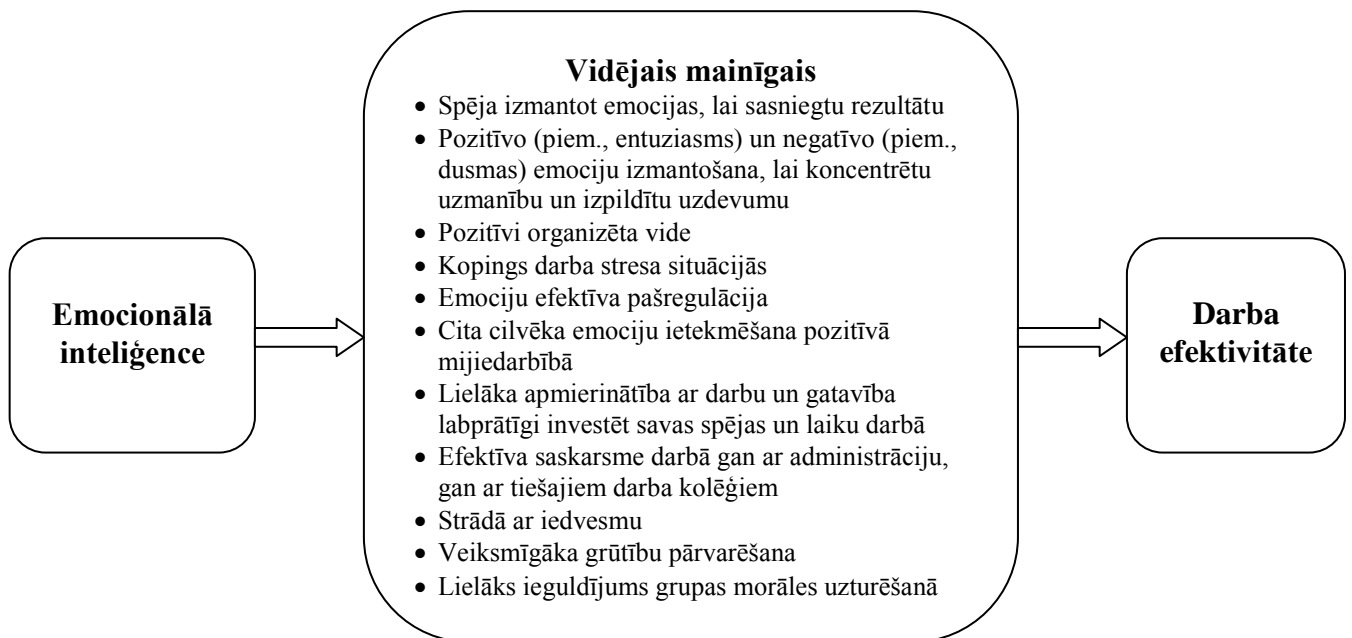 Emocionālā
inteliģence
Vidējais mainīgais
• Spēja izmantot emocijas, lai sasniegtu rezultātu
• Pozitīvo (piem., entuziasms) un negatīvo (piem.,
dusmas) emociju izmantošana, lai koncentrētu
uzmanību un izpildītu uzdevumu
• Pozitīvi organizēta vide
• Kopings darba stresa situācijās
• Emociju efektīva pašregulācija
• Cita cilvēka emociju ietekmēšana pozitīvā
mijiedarbībā
• Lielāka apmierinātība ar darbu un gatavība
labprātīgi investēt savas spējas un laiku darbā
• Efektīva saskarsme darbā gan ar administrāciju,
gan ar tiešajiem darba kolēģiem
• Strādā ar iedvesmu
• Veiksmīgāka grūtību pārvarēšana
• Lielāks ieguldījums grupas morāles uzturēšanā
Darba
efektivitāte